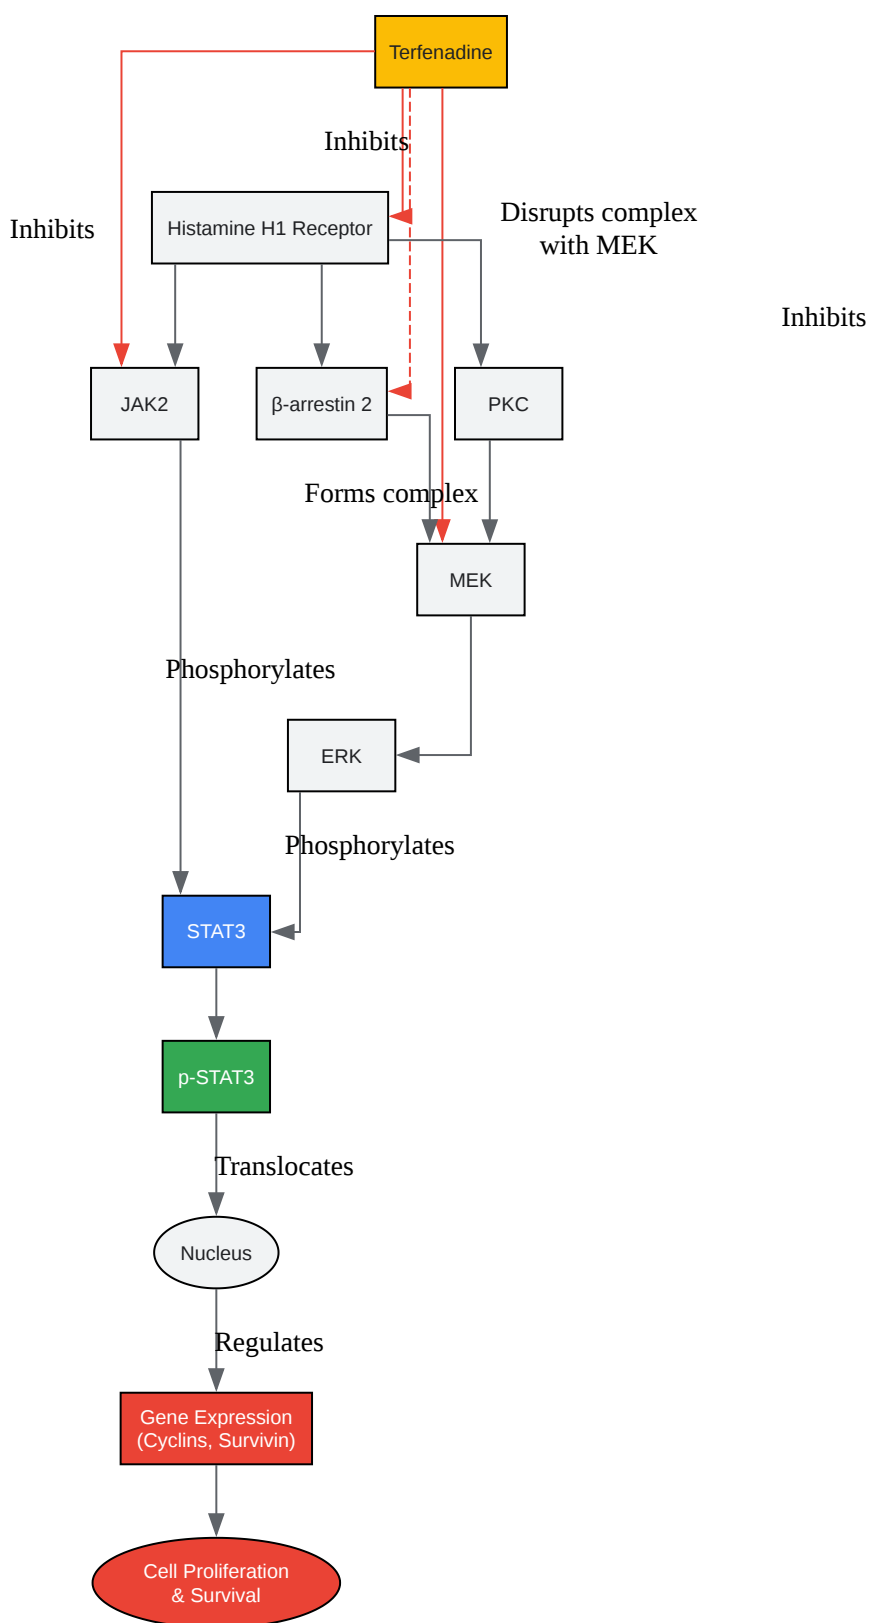 Terfenadine
Inhibits
Histamine H1 Receptor
Disrupts complex
with MEK
Inhibits
Inhibits
JAK2
β-arrestin 2
PKC
Forms complex
MEK
Phosphorylates
ERK
Phosphorylates
STAT3
p-STAT3
Translocates
Nucleus
Regulates
Gene Expression
(Cyclins, Survivin)
Cell Proliferation
& Survival